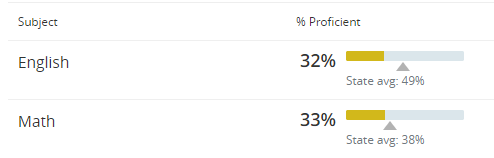 Subject % Proficient
English 32%
State avg: 49%
Math 33%
State avg: 38%